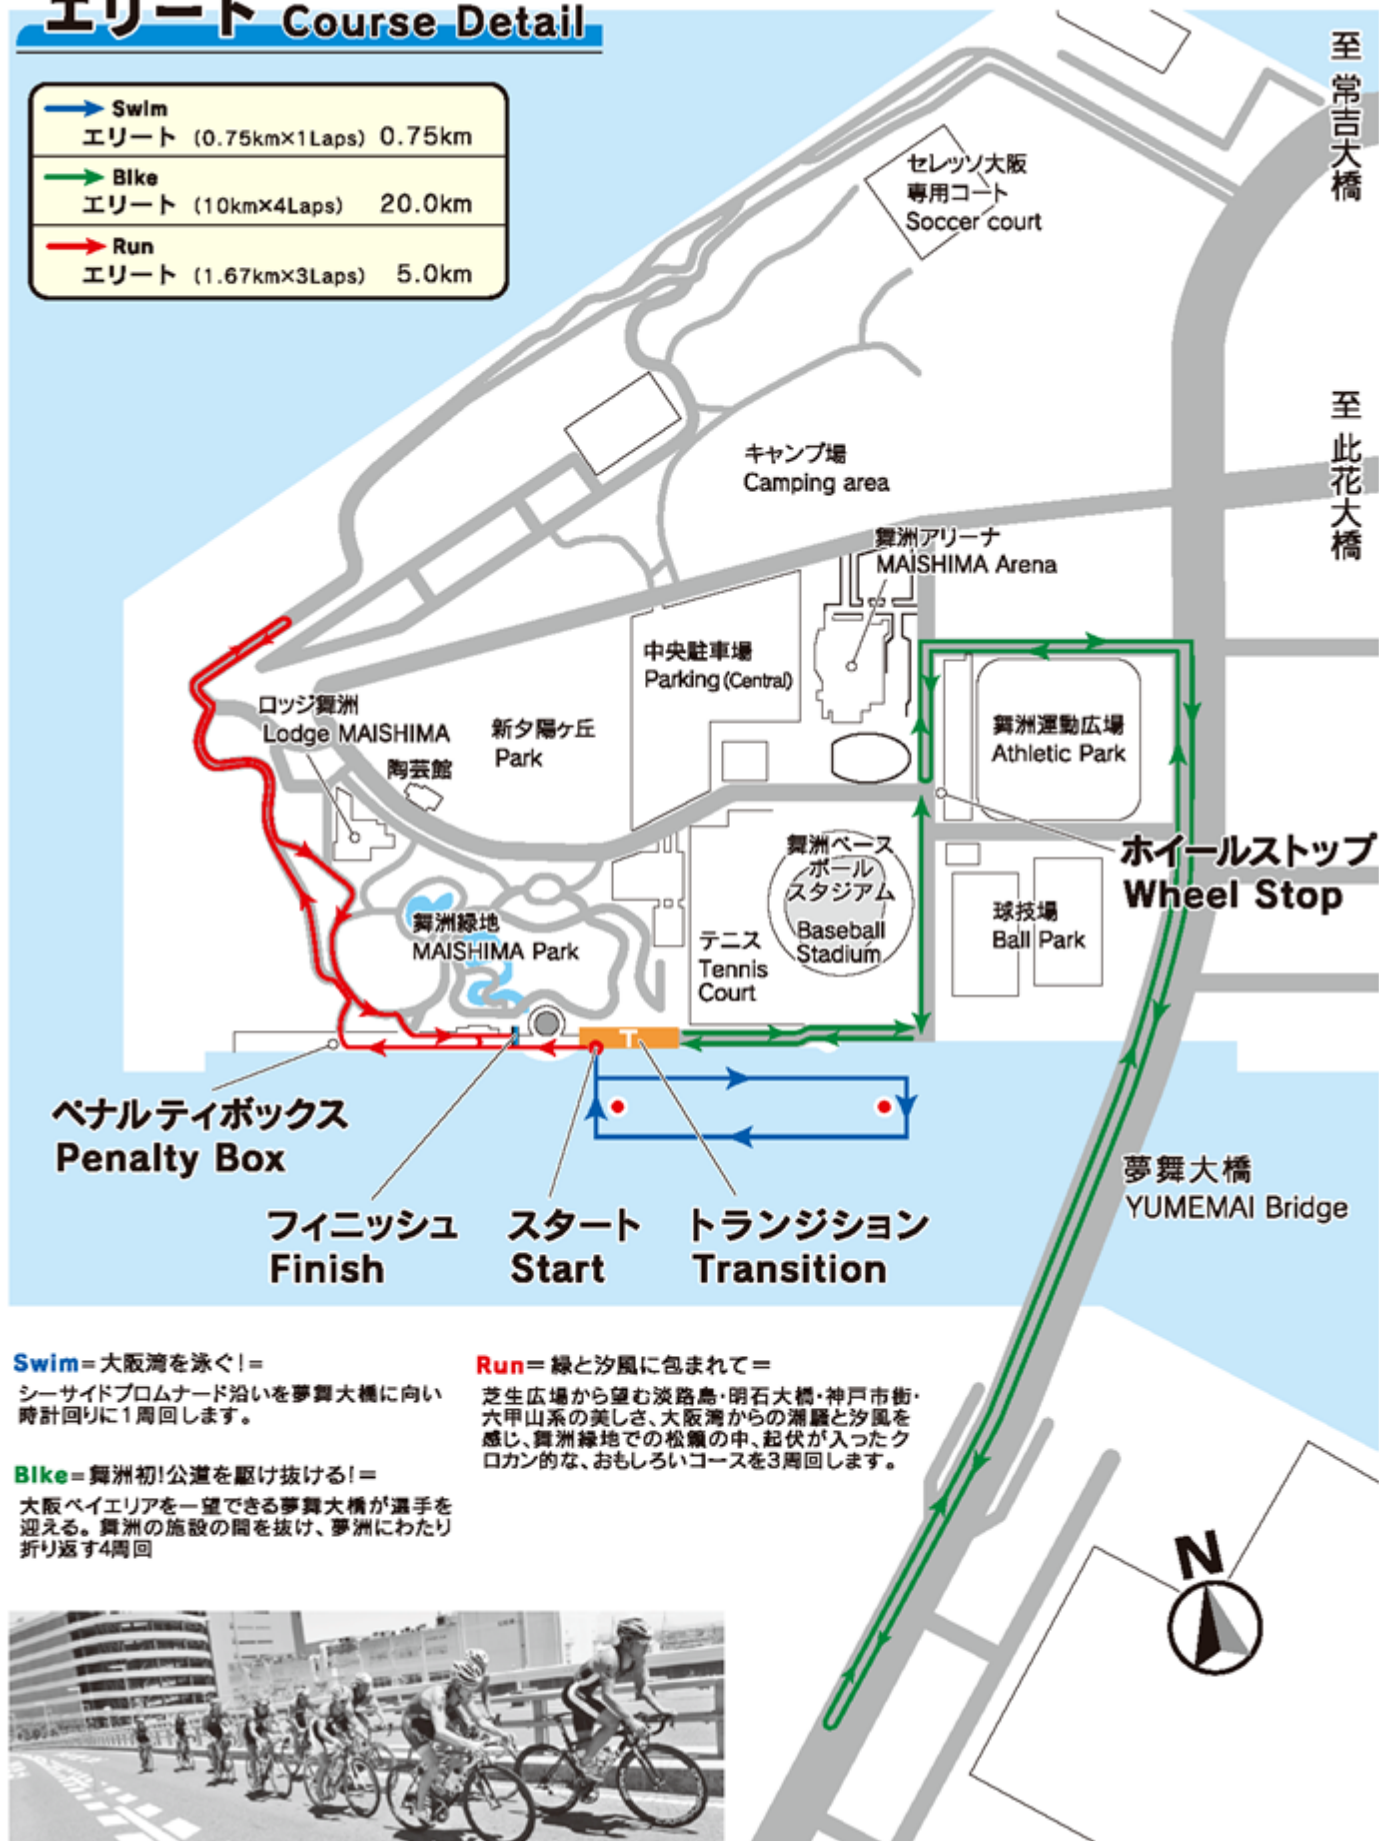 エリート Course Detail
Swim
エリート (0.75km×1Laps) 0.75km
Bike
エリート (10km×4Laps) 20.0km
Run
エリート (1.67km×3Laps) 5.0km
至 常吉大橋
セレッソ大阪
専用コート
Soccer court
至 此花大橋
キャンプ場
Camping area
舞洲アリーナ
MAISHIMA Arena
中央駐車場
Parking (Central)
ロッジ舞洲
Lodge MAISHIMA
新夕陽ヶ丘
Park
陶芸館
舞洲運動広場
Athletic Park
舞洲ベース
ボール
スタジアム
Baseball
Stadium
ホイールストップ
Wheel Stop
舞洲緑地
MAISHIMA Park
テニス
Tennis
Court
球技場
Ball Park
T
ペナルティボックス
Penalty Box
フィニッシュ
Finish
スタート
Start
トランジション
Transition
夢舞大橋
YUMEMAI Bridge
Swim=大阪湾を泳ぐ!=
シーサイドプロムナード沿いを夢舞大橋に向い
時計回りに1周回します。
Bike=舞洲初!公道を駆け抜ける!=
大阪ベイエリアを一望できる夢舞大橋が選手を
迎える。舞洲の施設の間を抜け、夢洲にわたり
折り返す4周回
Run=緑と汐風に包まれて=
芝生広場から望む淡路島・明石大橋・神戸市街・
六甲山系の美しさ、大阪湾からの潮騒と汐風を
感じ、舞洲緑地での松籟の中、起伏が入ったク
ロカン的な、おもしろいコースを3周回します。
N